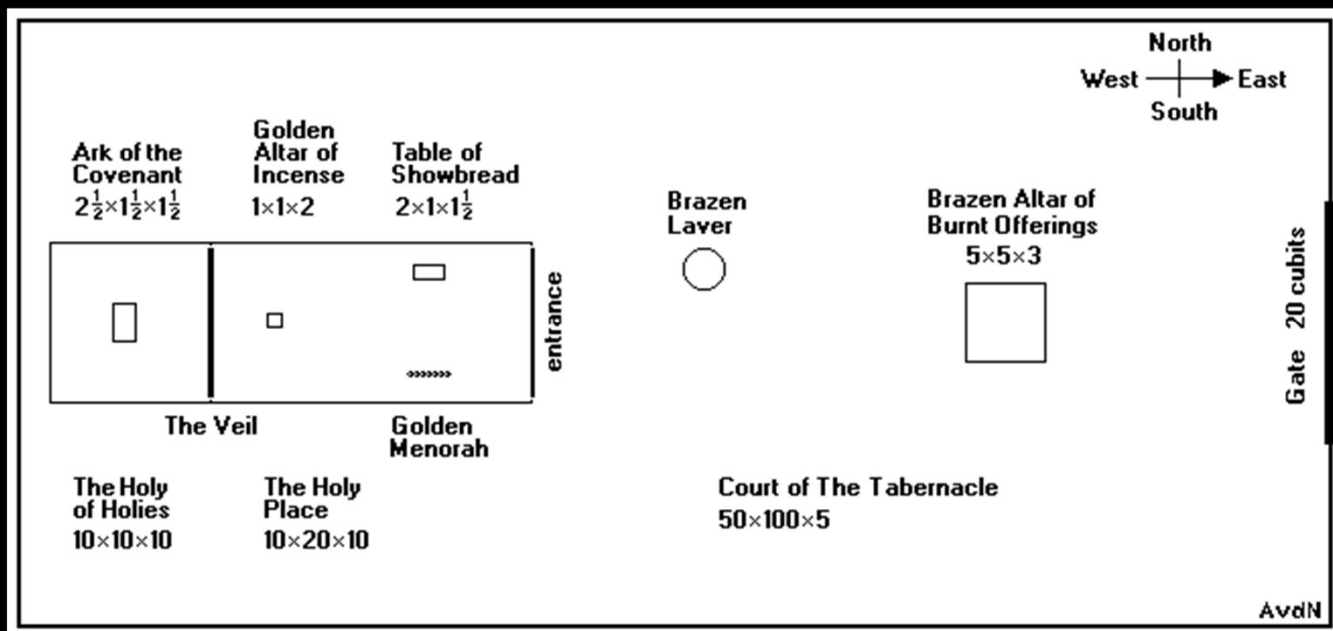 North
West East
South
Ark of the
Covenant
2½×1½×1½
Golden
Altar of
Incense
1×1×2
Table of
Showbread
2×1×1½
Brazen
Laver
Brazen Altar of
Burnt Offerings
5×5×3
entrance
Gate 20 cubits
The Veil
Golden
Menorah
The Holy
of Holies
10×10×10
The Holy
Place
10×20×10
Court of The Tabernacle
50×100×5
AvdN